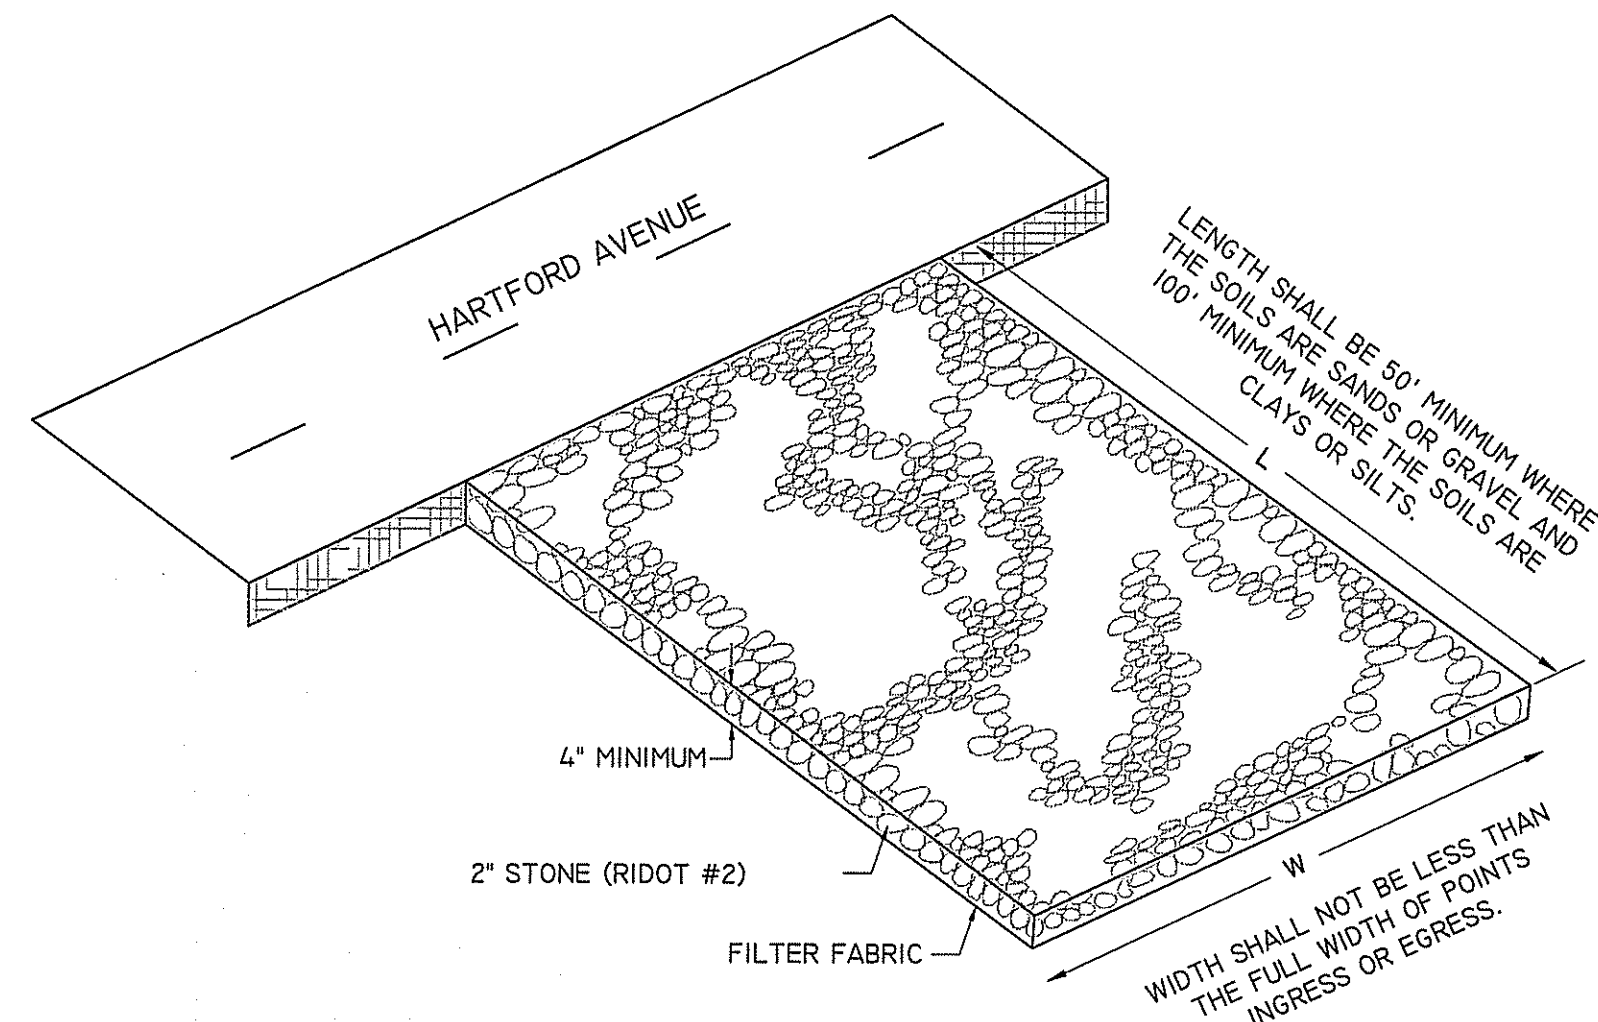 HARTFORD AVENUE
LENGTH SHALL BE 50' MINIMUM WHERE
THE SOILS ARE SANDS OR GRAVEL AND
100' MINIMUM WHERE THE SOILS ARE
CLAYS OR SILTS.
L
4" MINIMUM
2" STONE (RIDOT #2)
FILTER FABRIC
W
WIDTH SHALL NOT BE LESS THAN
THE FULL WIDTH OF POINTS
INGRESS OR EGRESS.